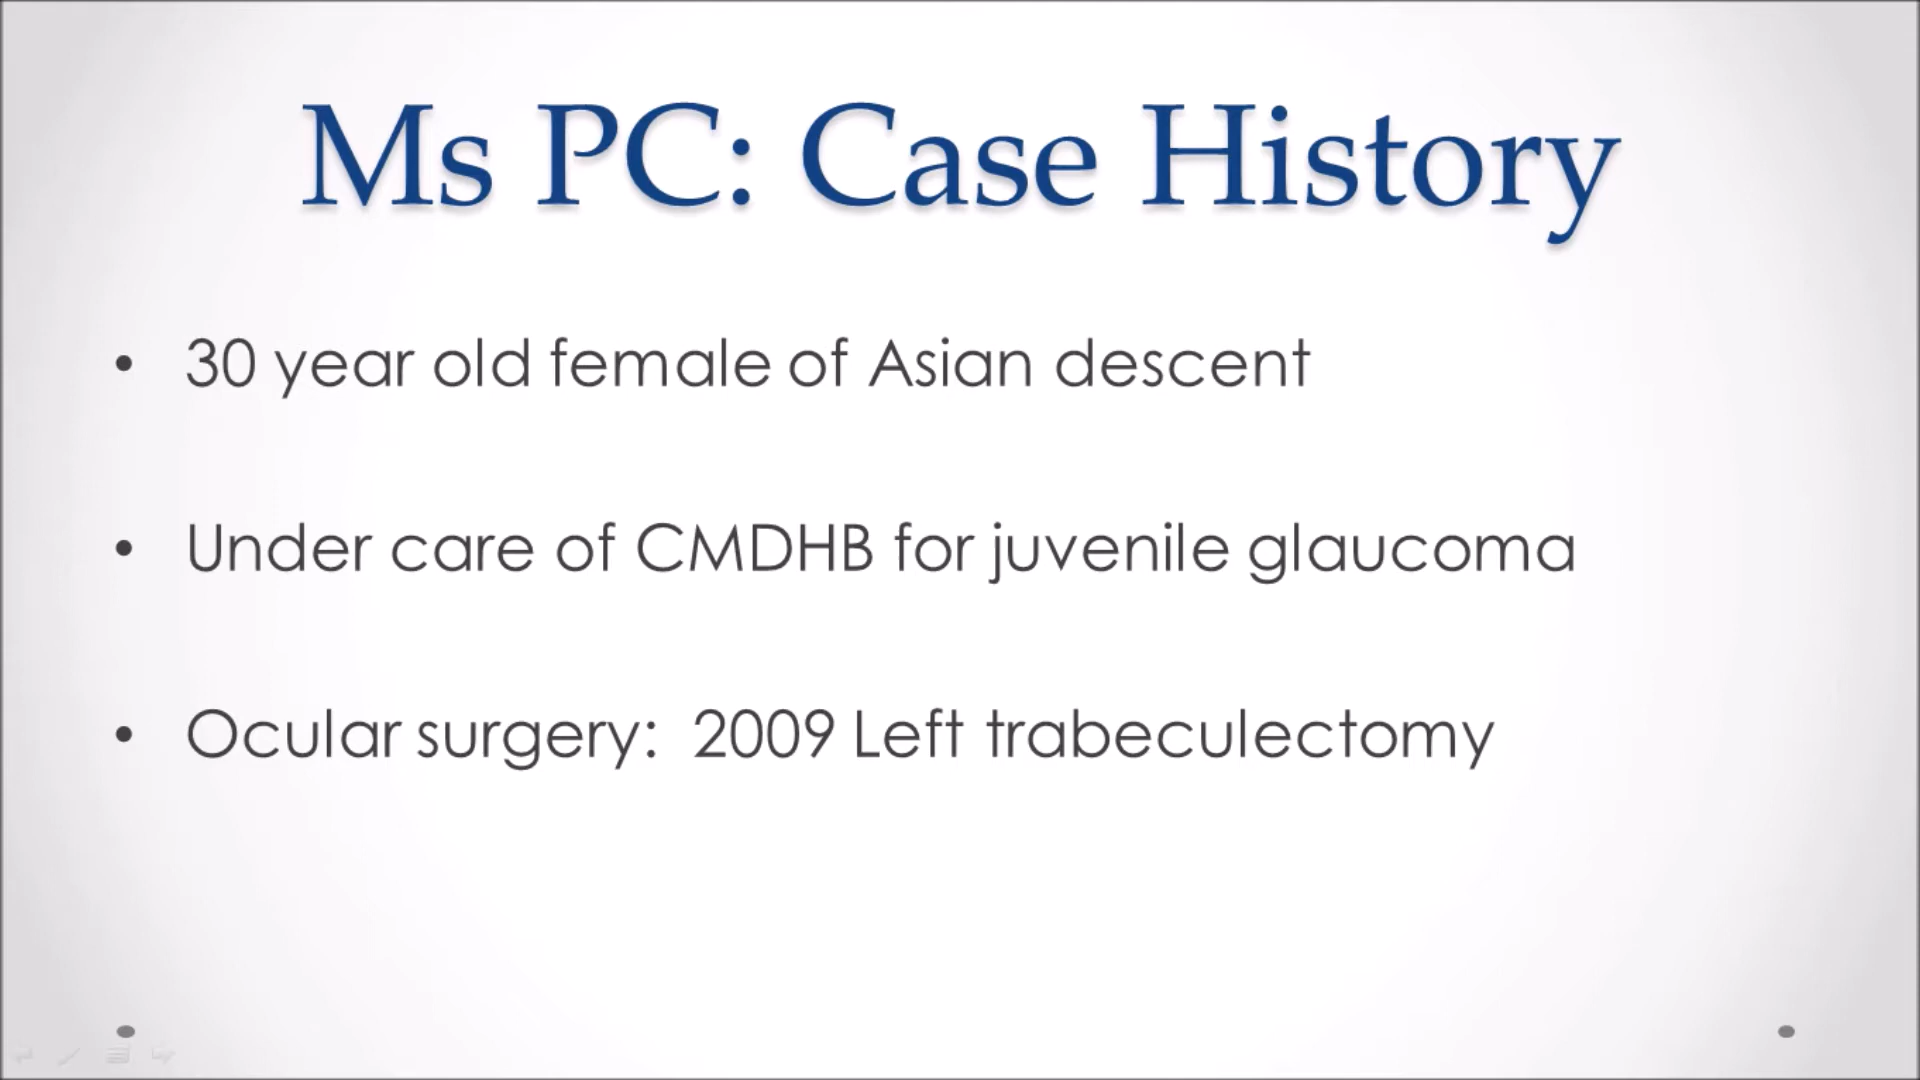 Ms PC: Case History
• 30 year old female of Asian descent
• Under care of CMDHB for juvenile glaucoma
• Ocular surgery:  2009 Left trabeculectomy